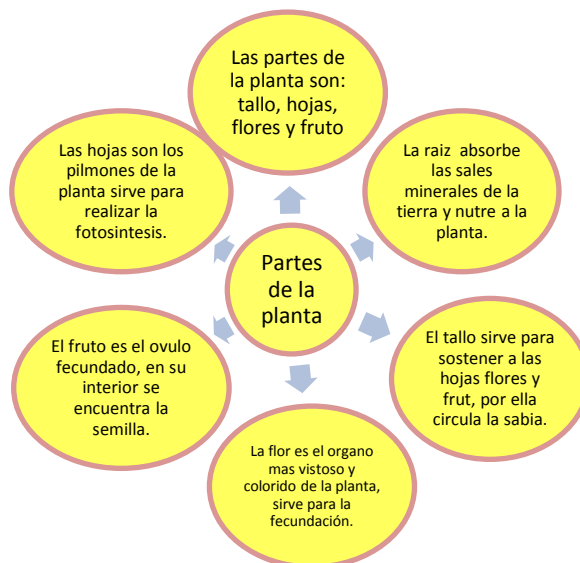 Las partes de
la planta son:
tallo, hojas,
flores y fruto
Las hojas son los
pilmones de la
planta sirve para
realizar la
fotosintesis.
La raiz  absorbe
las sales
minerales de la
tierra y nutre a la
planta.
Partes
de la
planta
El fruto es el ovulo
fecundado, en su
interior se
encuentra la
semilla.
El tallo sirve para
sostener a las
hojas flores y
frut, por ella
circula la sabia.
La flor es el organo
mas vistoso y
colorido de la planta,
sirve para la
fecundación.